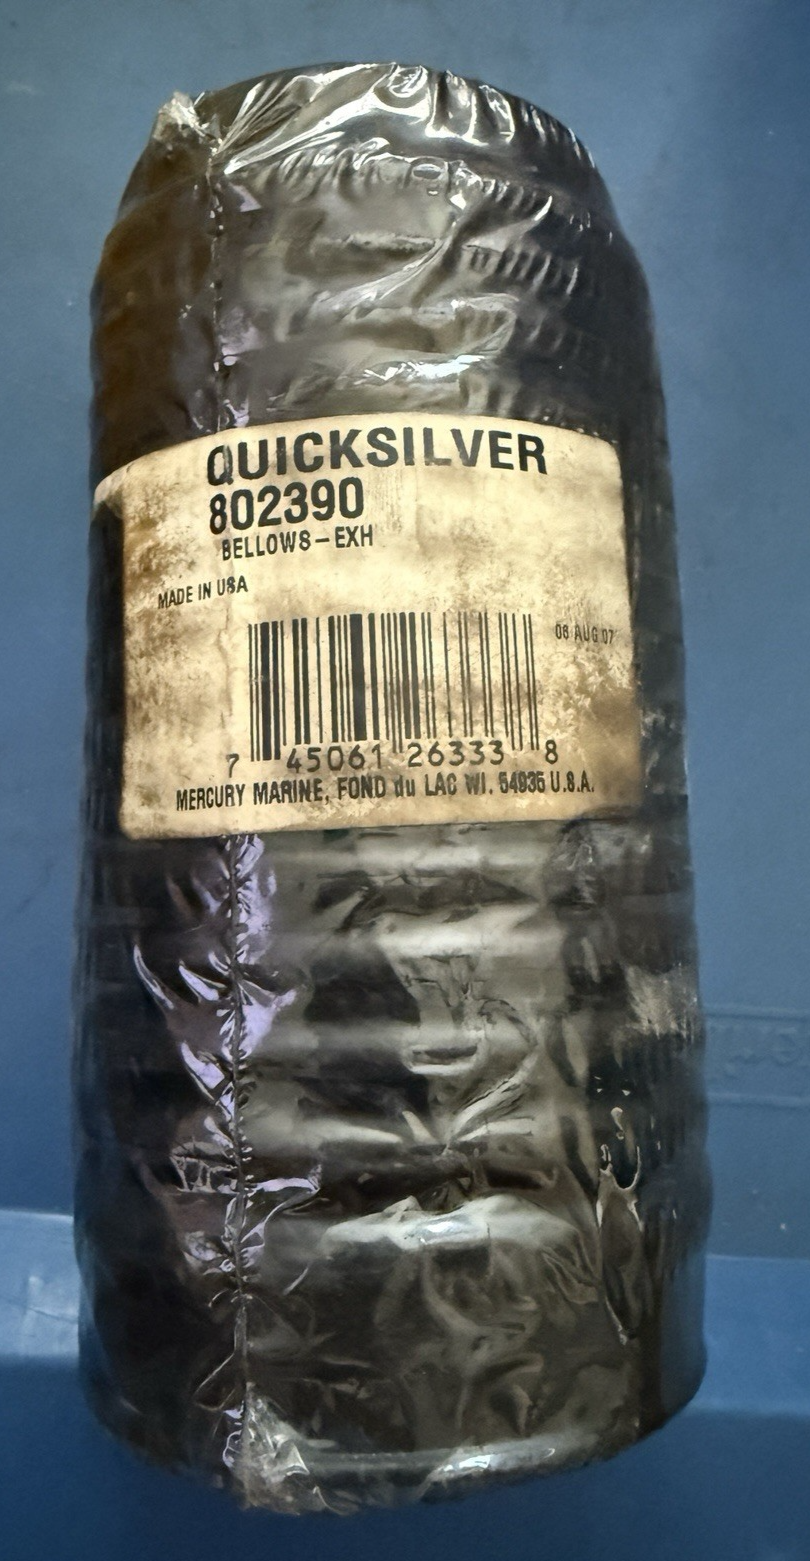 QUICKSILVER
802390
BELLOWS-EXH
MADE IN USA
06 AUG 07
7 45061 26333 8
MERCURY MARINE, FOND du LAC WI. 54935 U.S.A.